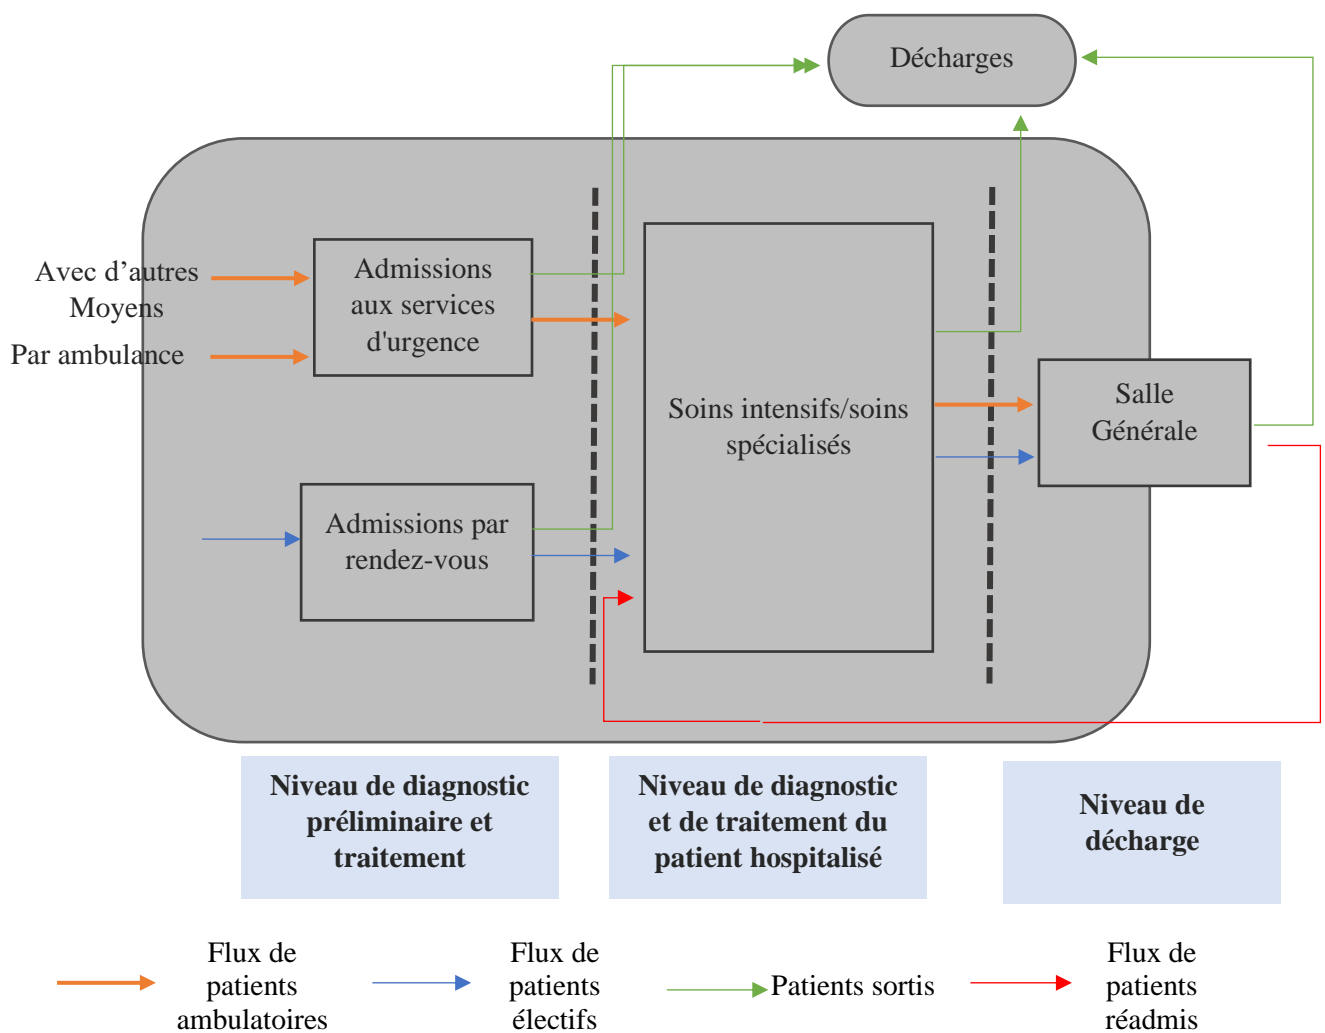 Décharges
Avec d'autres
Moyens
Par ambulance
Admissions
aux services
d'urgence
Admissions par
rendez-vous
Soins intensifs/soins
spécialisés
Salle
Générale
Niveau de diagnostic
préliminaire et
traitement
Niveau de diagnostic
et de traitement du
patient hospitalisé
Niveau de
décharge
Flux de
patients
ambulatoires
Flux de
patients
électifs
Patients sortis
Flux de
patients
réadmis